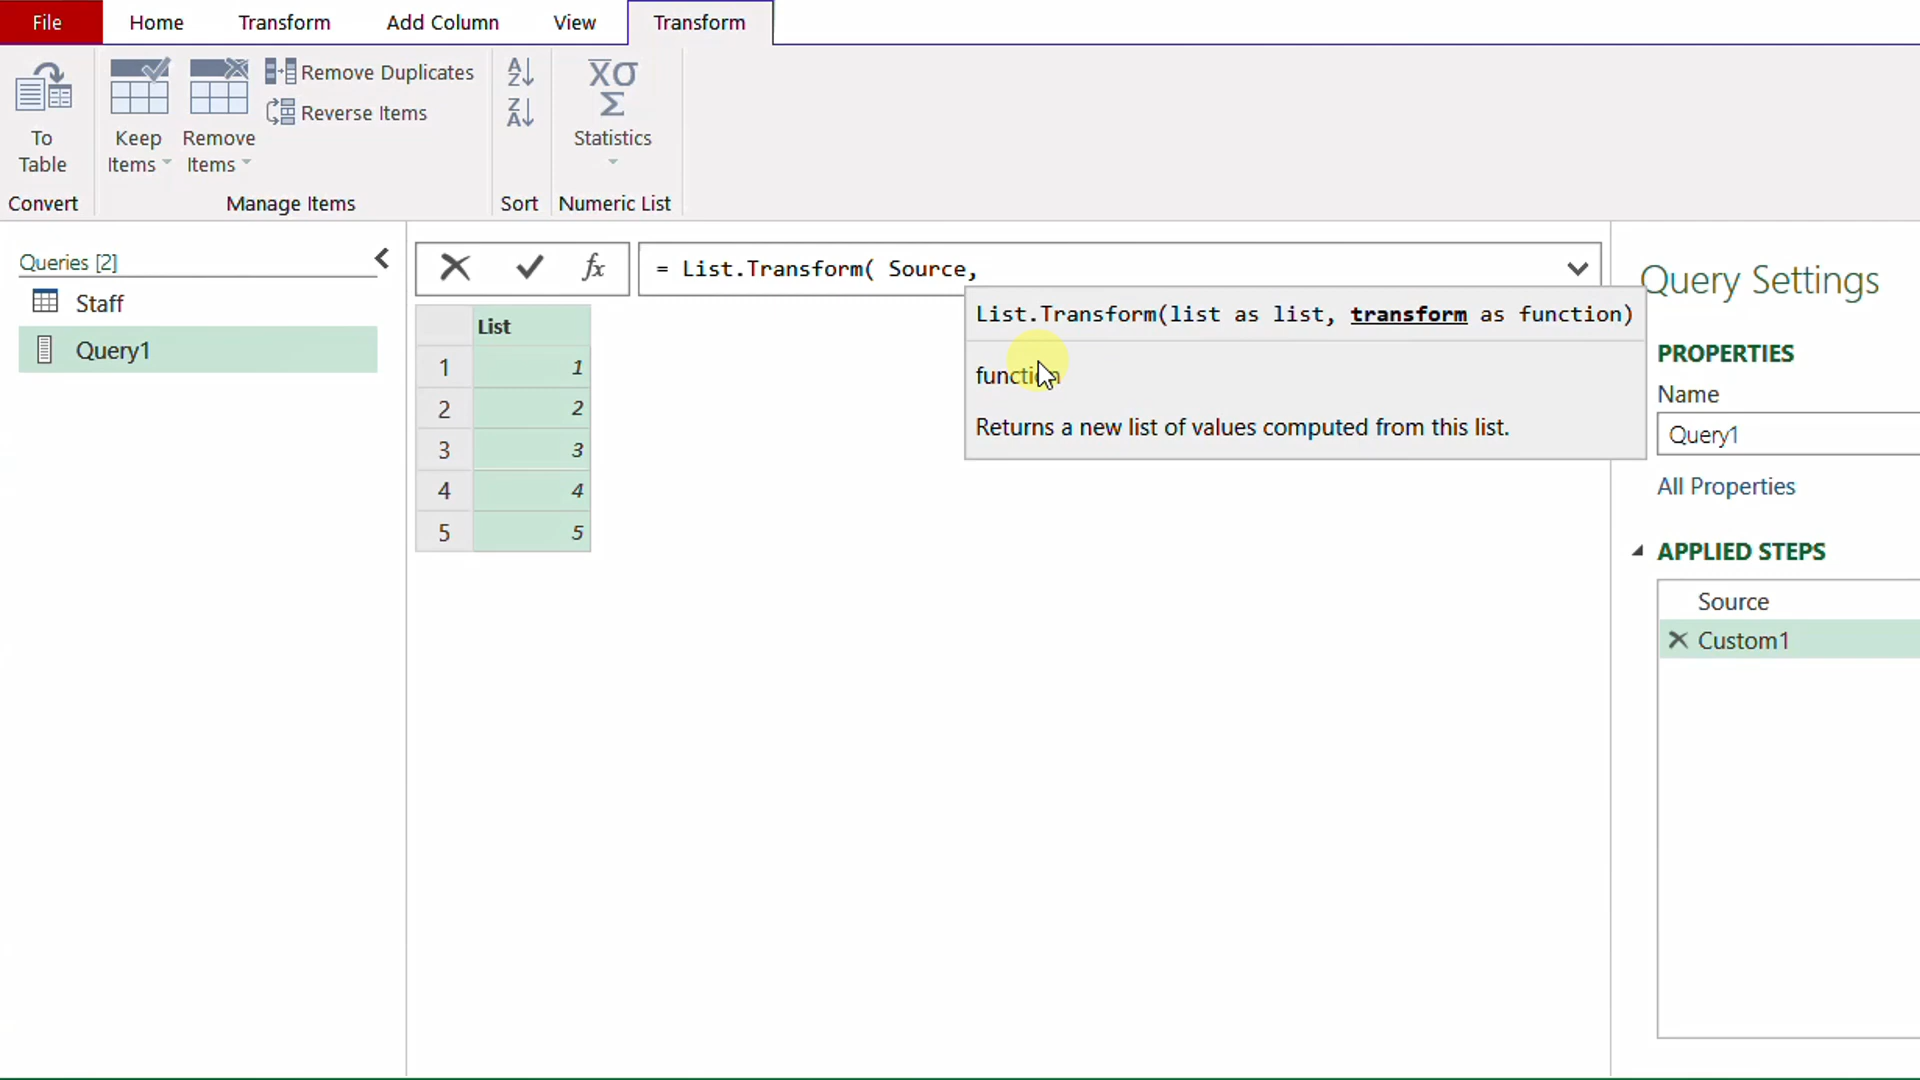 File Home Transform Add Column View Transform
To Table
Keep Items
Remove Items
Remove Duplicates
Reverse Items
A
Z
Z
A
X̅σ
Σ
Statistics
Convert Manage Items Sort Numeric List
Queries [2]
Staff
Query1
fx
= List.Transform( Source,
List.Transform(list as list, transform as function)
function
Returns a new list of values computed from this list.
List
1 1
2 2
3 3
4 4
5 5
Query Settings
PROPERTIES
Name
Query1
All Properties
APPLIED STEPS
Source
Custom1